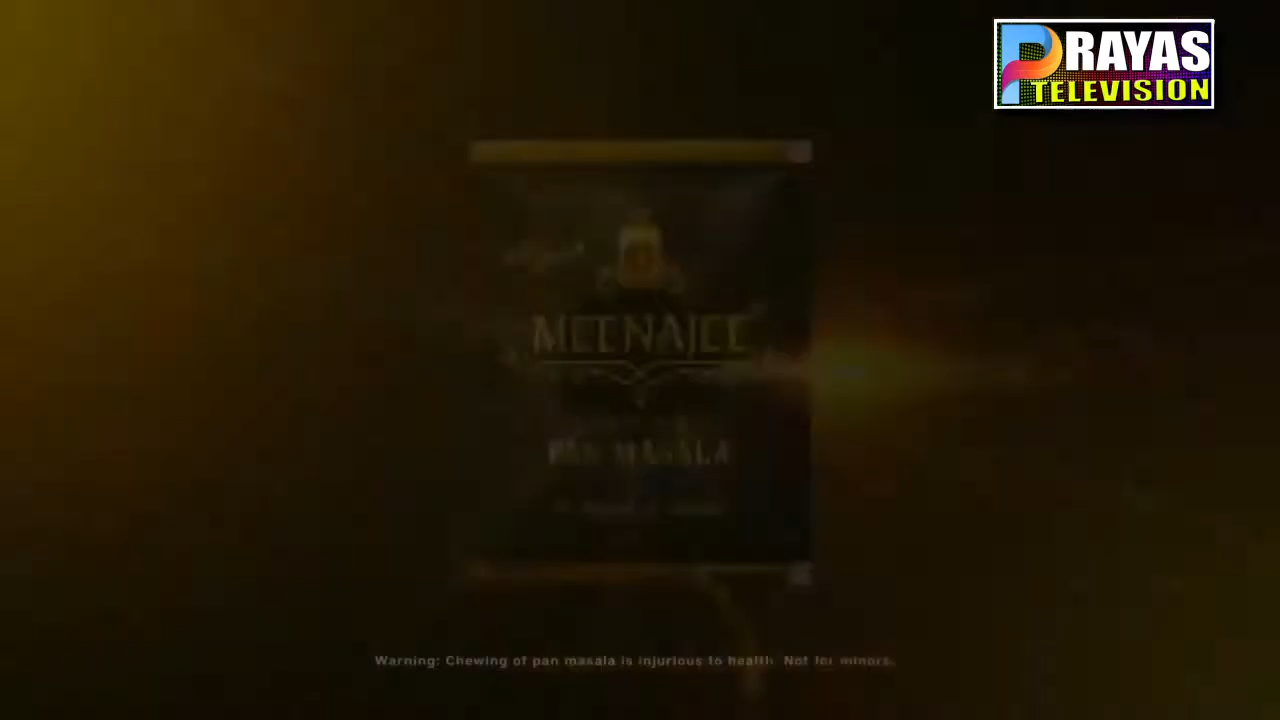 PRAYAS
TELEVISION
MEENAJEE
PAN MASALA
Warning: Chewing of pan masala is injurious to health. Not for minors.